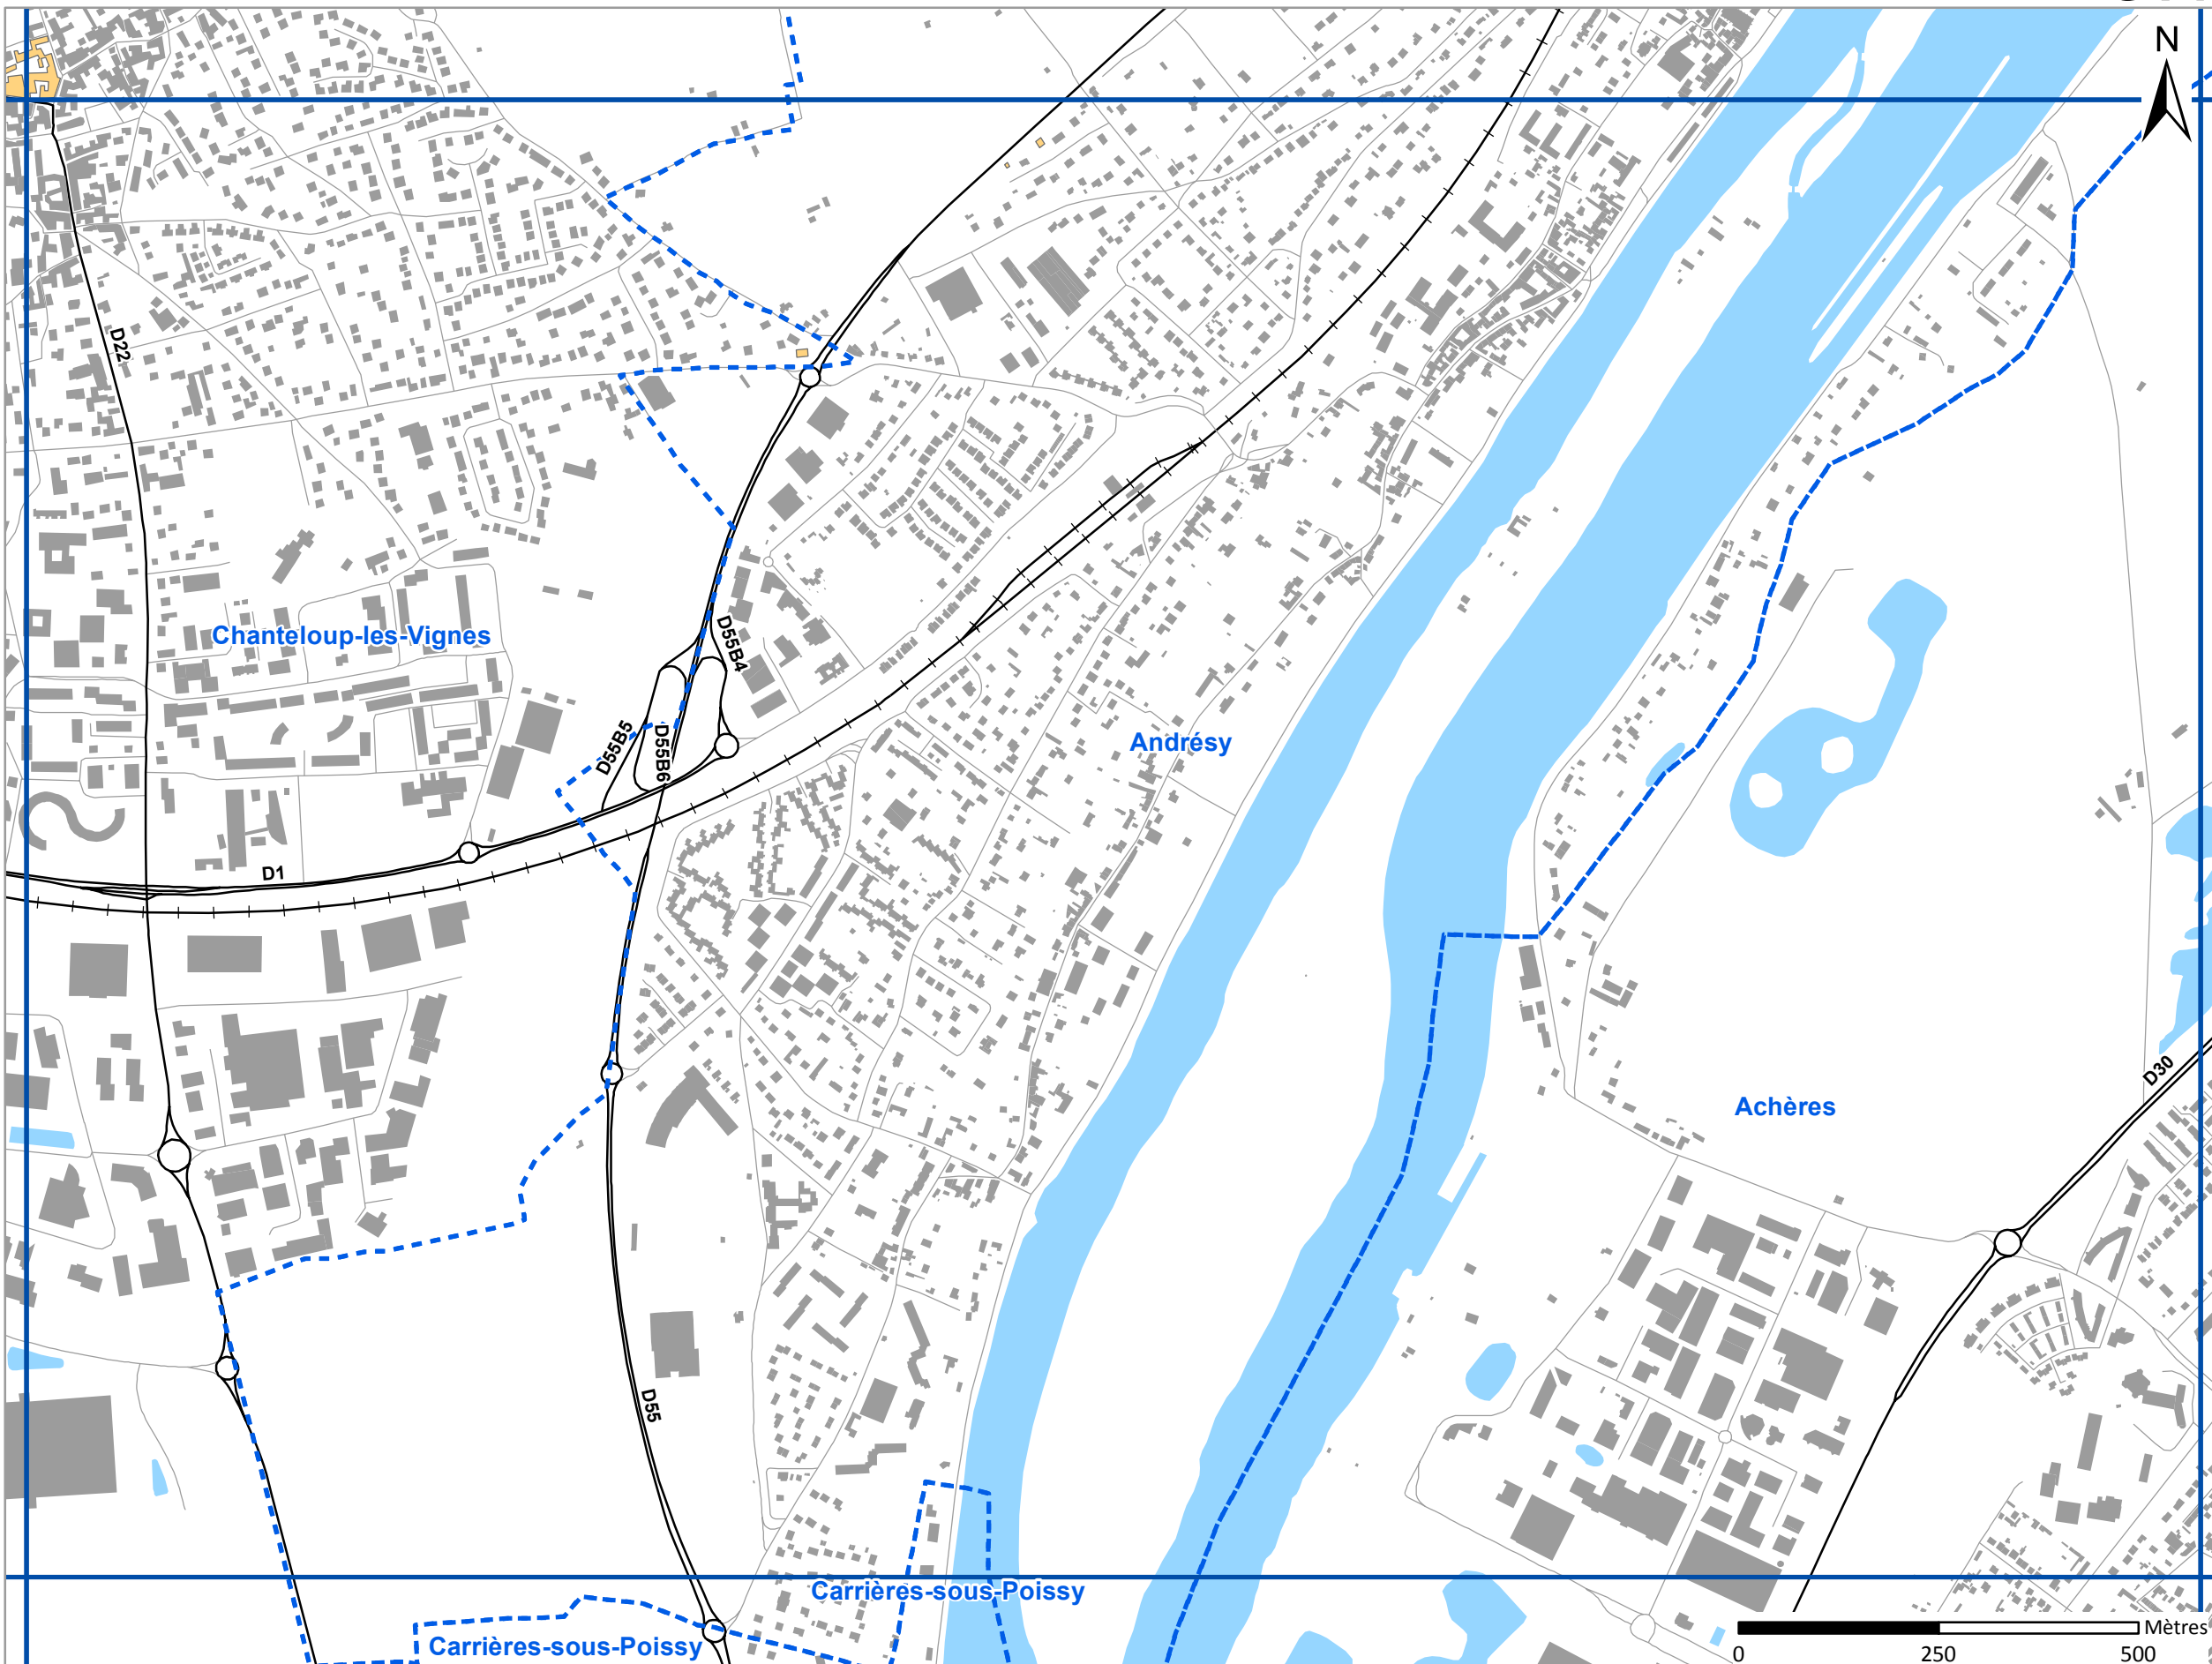 N
D22
Chanteloup-les-Vignes
D55B4
D55B5
D55B6
Andrésy
D1
D30
Achères
D55
Carrières-sous-Poissy
Carrières-sous-Poissy
Mètres
0 250 500